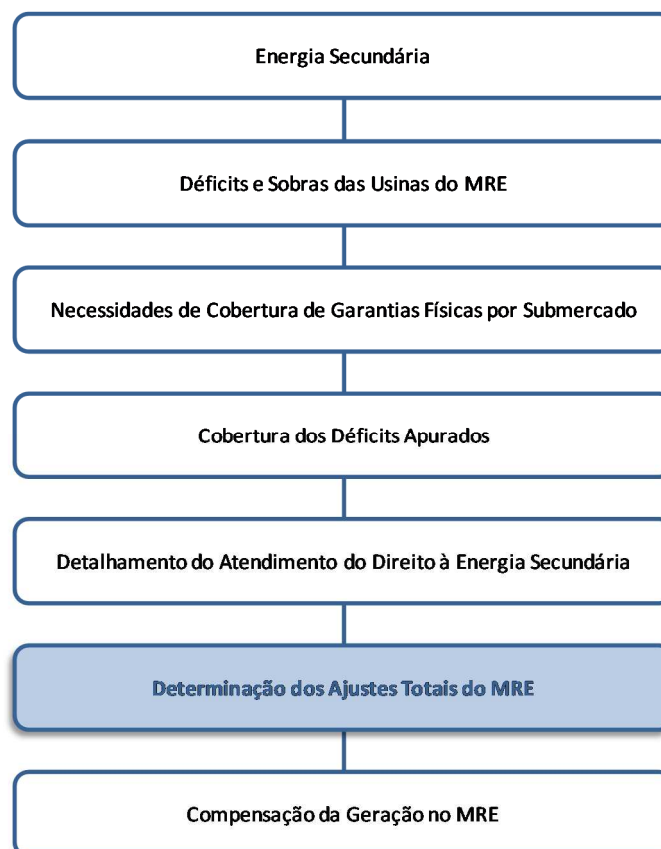 Energia Secundária
Déficits e Sobras das Usinas do MRE
Necessidades de Cobertura de Garantias Físicas por Submercado
Cobertura dos Déficits Apurados
Detalhamento do Atendimento do Direito à Energia Secundária
Determinação dos Ajustes Totais do MRE
Compensação da Geração no MRE